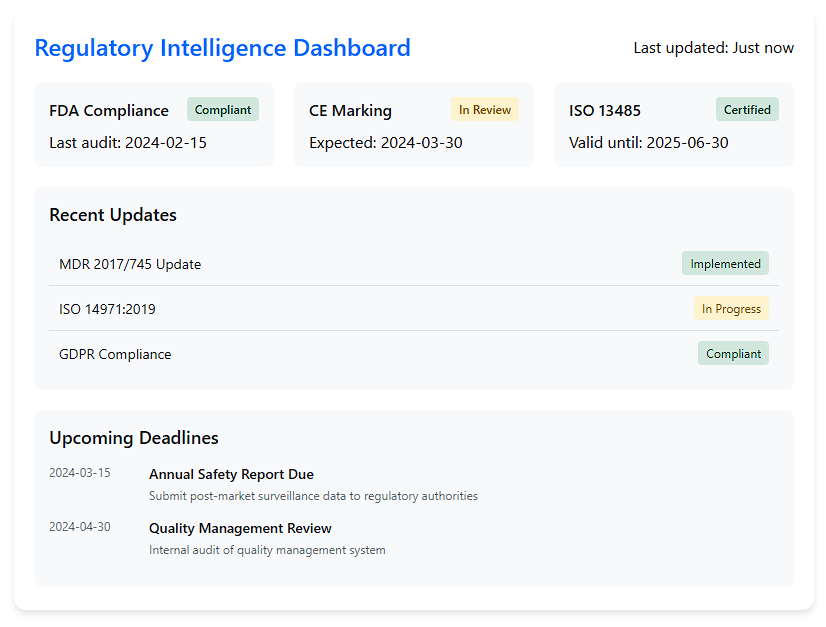 Regulatory Intelligence Dashboard
Last updated: Just now
FDA Compliance
Compliant
Last audit: 2024-02-15
CE Marking
In Review
Expected: 2024-03-30
ISO 13485
Certified
Valid until: 2025-06-30
Recent Updates
MDR 2017/745 Update
Implemented
ISO 14971:2019
In Progress
GDPR Compliance
Compliant
Upcoming Deadlines
2024-03-15
Annual Safety Report Due
Submit post-market surveillance data to regulatory authorities
2024-04-30
Quality Management Review
Internal audit of quality management system